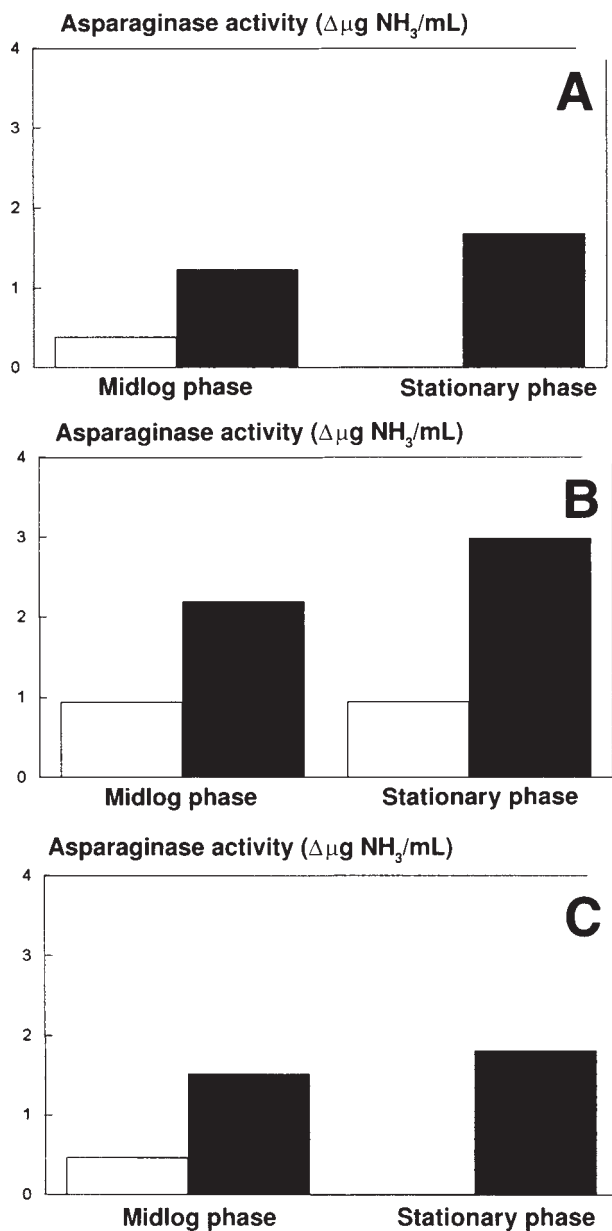 Asparaginase activity (Δμg NH₃/mL)
A
4
3
2
1
0
Midlog phase Stationary phase
Asparaginase activity (Δμg NH₃/mL)
B
4
3
2
1
0
Midlog phase Stationary phase
Asparaginase activity (Δμg NH₃/mL)
C
4
3
2
1
0
Midlog phase Stationary phase